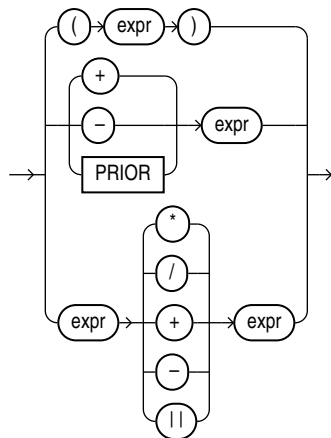 ( expr )
+
−
expr
PRIOR
*
/
expr + expr
−
||